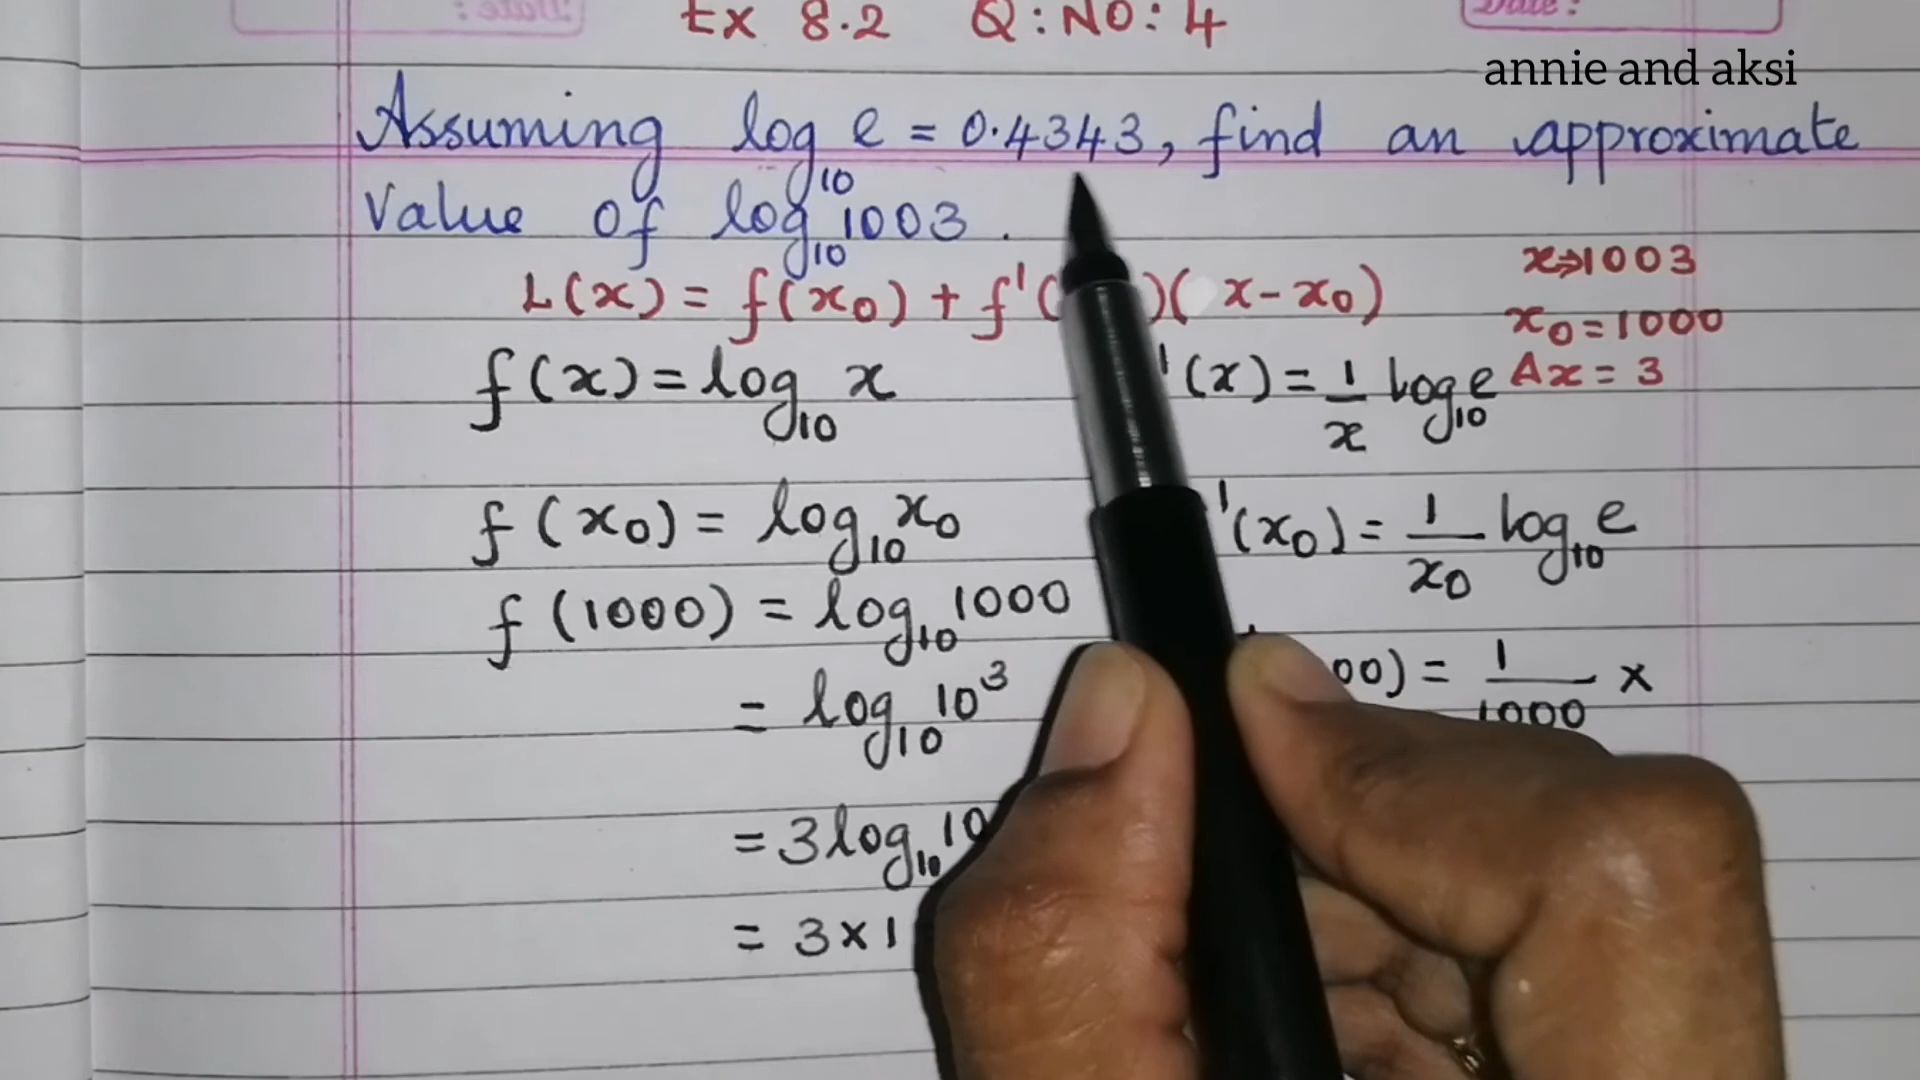 Date:
Ex 8.2 Q:NO:4
Date:
annie and aksi
Assuming log₁₀ e = 0.4343, find an approximate
Value of log₁₀ 1003.
x⇒1003
L(x) = f(x₀) + f'( )(x-x₀)
x₀=1000
f(x) = log₁₀ x
'(x) = 1/x log₁₀ e
Δx = 3
f(x₀) = log₁₀ x₀
'(x₀) = 1/x₀ log₁₀ e
f(1000) = log₁₀ 1000
00) = 1/1000 ×
= log₁₀ 10³
= 3 log₁₀ 10
= 3×1